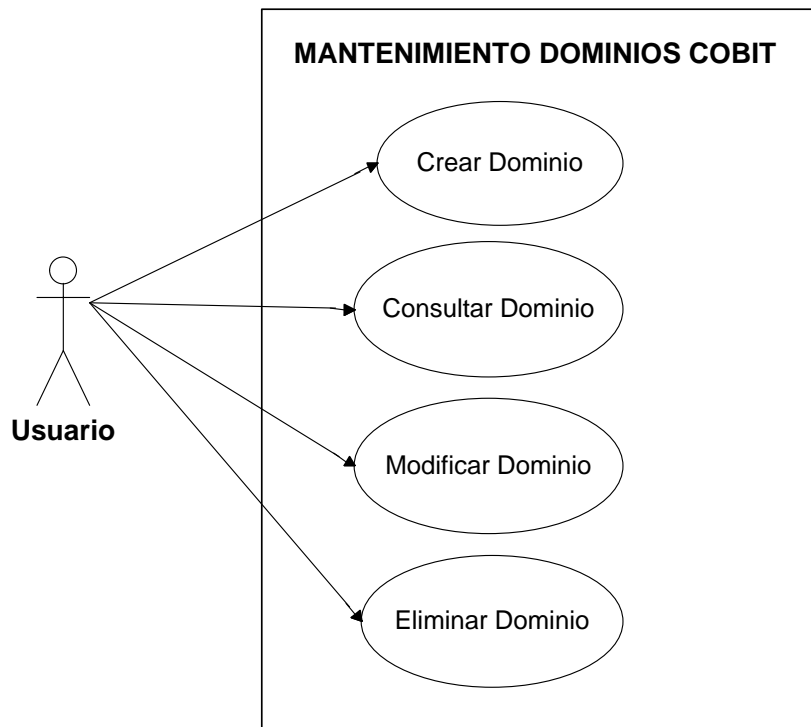 MANTENIMIENTO DOMINIOS COBIT
Crear Dominio
Consultar Dominio
Usuario
Modificar Dominio
Eliminar Dominio